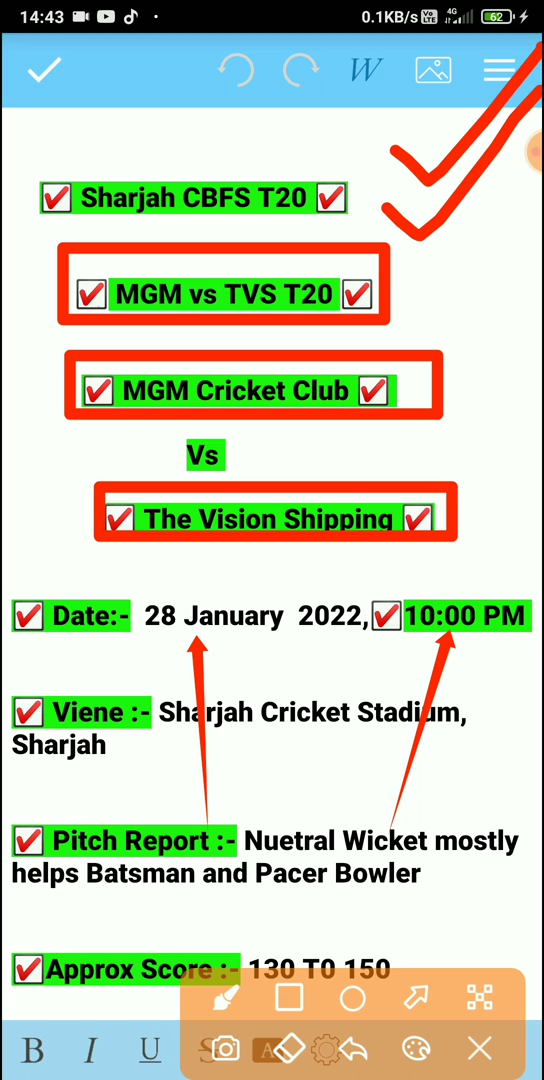 14:43
0.1KB/s Vo LTE 4G 62
W
Sharjah CBFS T20
MGM vs TVS T20
MGM Cricket Club
Vs
The Vision Shipping
Date:- 28 January 2022, 10:00 PM
Viene :- Sharjah Cricket Stadium,
Sharjah
Pitch Report :- Nuetral Wicket mostly
helps Batsman and Pacer Bowler
Approx Score :- 130 T0 150
B I U S A